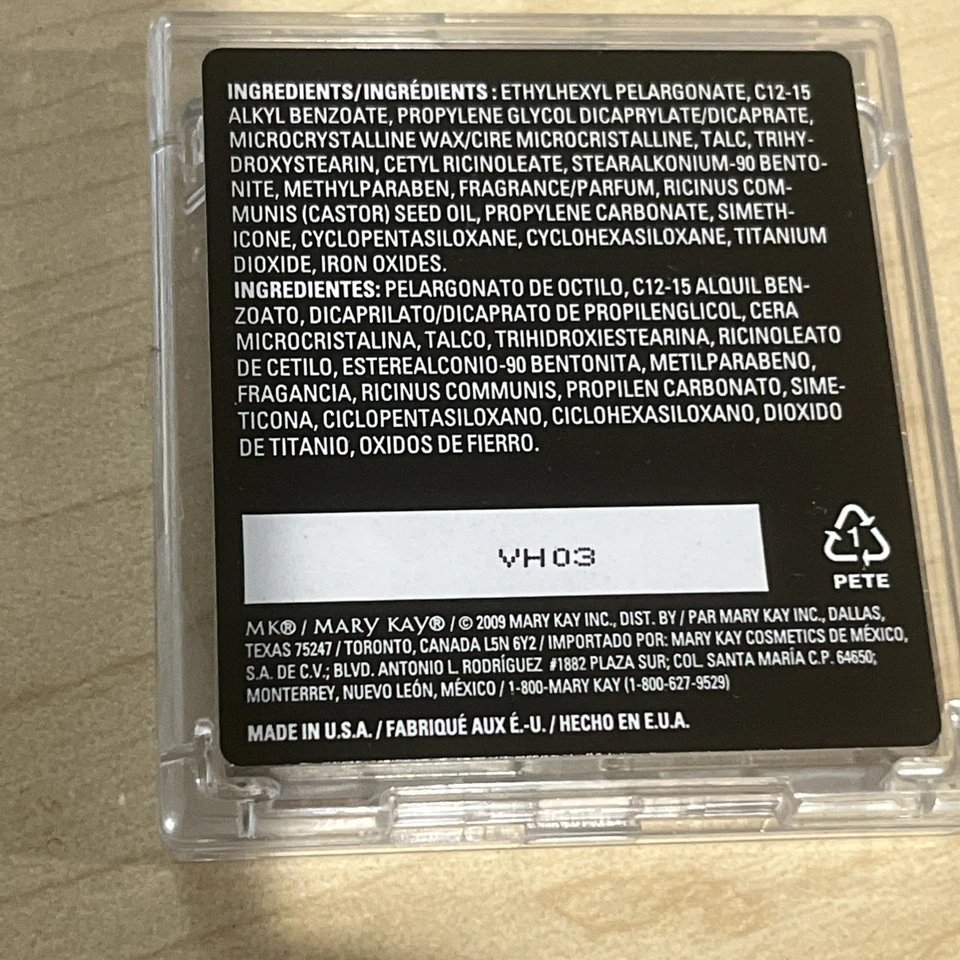 INGREDIENTS/INGRÉDIENTS : ETHYLHEXYL PELARGONATE, C12-15
ALKYL BENZOATE, PROPYLENE GLYCOL DICAPRYLATE/DICAPRATE,
MICROCRYSTALLINE WAX/CIRE MICROCRISTALLINE, TALC, TRIHY-
DROXYSTEARIN, CETYL RICINOLEATE, STEARALKONIUM-90 BENTO-
NITE, METHYLPARABEN, FRAGRANCE/PARFUM, RICINUS COM-
MUNIS (CASTOR) SEED OIL, PROPYLENE CARBONATE, SIMETH-
ICONE, CYCLOPENTASILOXANE, CYCLOHEXASILOXANE, TITANIUM
DIOXIDE, IRON OXIDES.
INGREDIENTES: PELARGONATO DE OCTILO, C12-15 ALQUIL BEN-
ZOATO, DICAPRILATO/DICAPRATO DE PROPILENGLICOL, CERA
MICROCRISTALINA, TALCO, TRIHIDROXIESTEARINA, RICINOLEATO
DE CETILO, ESTEREALCONIO-90 BENTONITA, METILPARABENO,
FRAGANCIA, RICINUS COMMUNIS, PROPILEN CARBONATO, SIME-
TICONA, CICLOPENTASILOXANO, CICLOHEXASILOXANO, DIOXIDO
DE TITANIO, OXIDOS DE FIERRO.
VH03
1
PETE
MK® / MARY KAY® / © 2009 MARY KAY INC., DIST. BY / PAR MARY KAY INC., DALLAS,
TEXAS 75247 / TORONTO, CANADA L5N 6Y2 / IMPORTADO POR: MARY KAY COSMETICS DE MÉXICO,
S.A. DE C.V.; BLVD. ANTONIO L. RODRÍGUEZ #1882 PLAZA SUR; COL. SANTA MARÍA C.P. 64650;
MONTERREY, NUEVO LEÓN, MÉXICO / 1-800-MARY KAY (1-800-627-9529)
MADE IN U.S.A. / FABRIQUÉ AUX É.-U. / HECHO EN E.U.A.